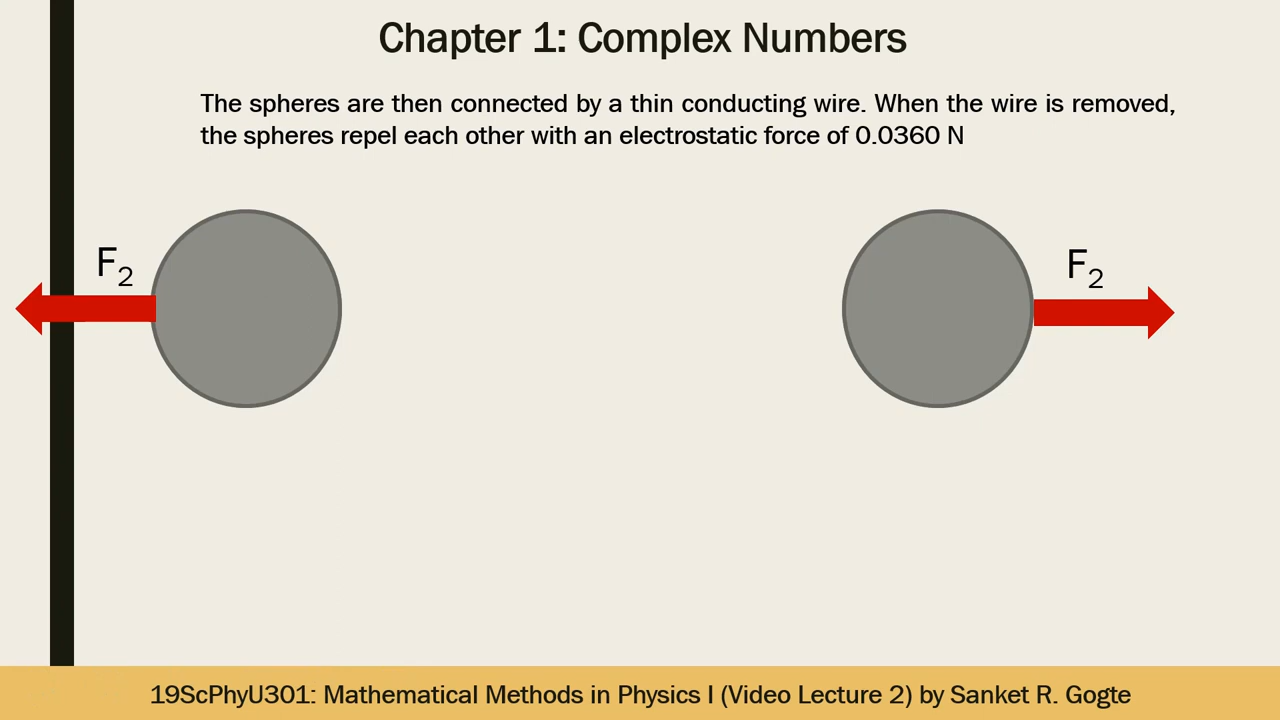 Chapter 1: Complex Numbers
The spheres are then connected by a thin conducting wire. When the wire is removed,
the spheres repel each other with an electrostatic force of 0.0360 N
F₂
F₂
19ScPhyU301: Mathematical Methods in Physics I (Video Lecture 2) by Sanket R. Gogte